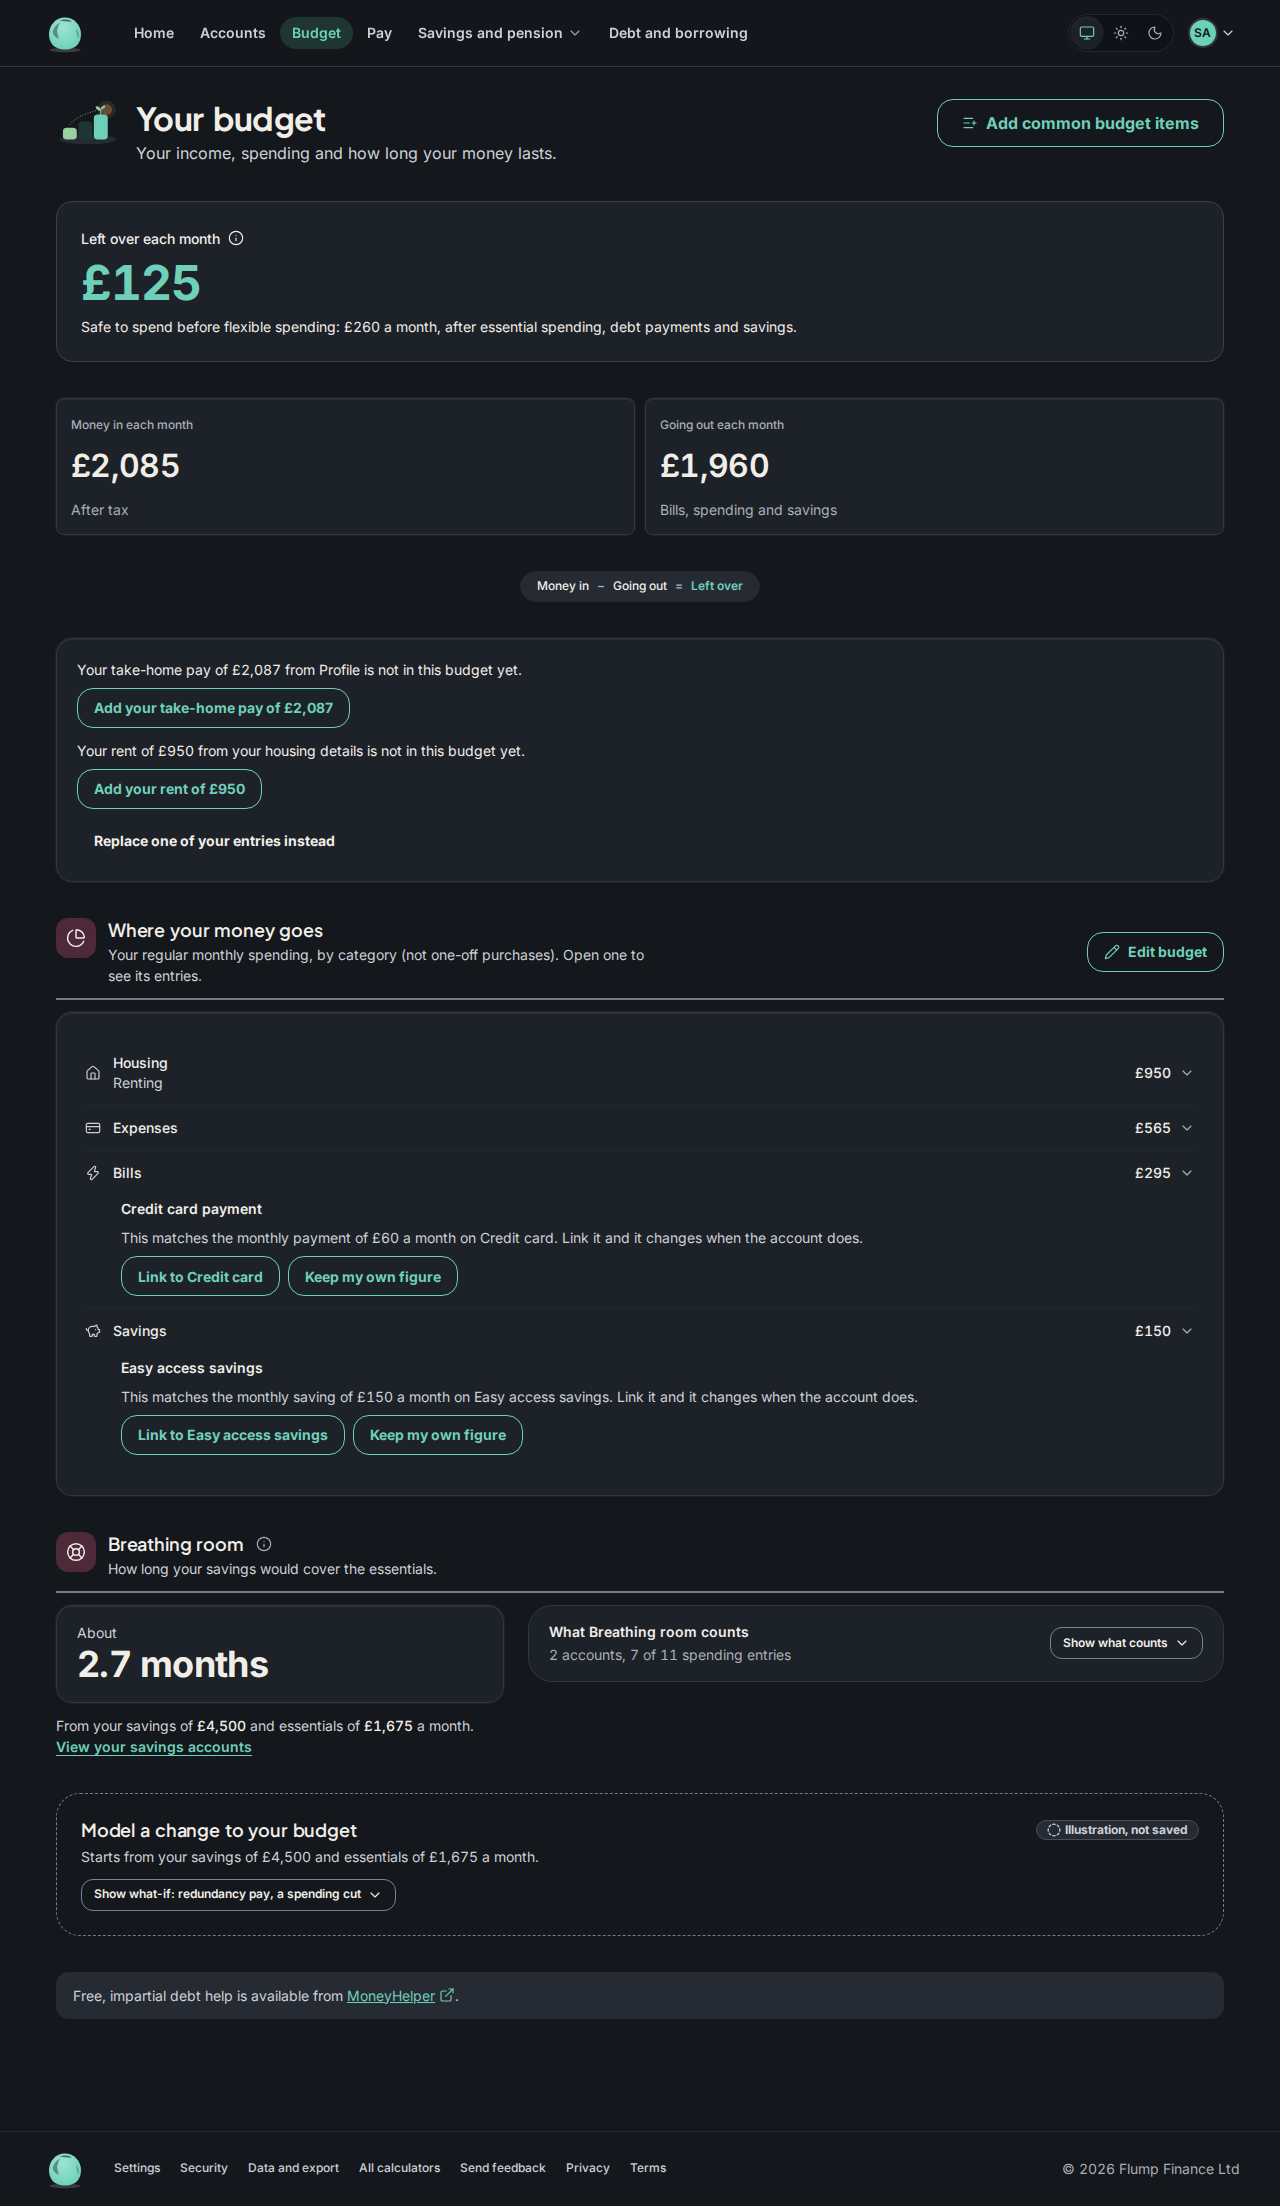 Home
Accounts
Budget
Pay
Savings and pension
Debt and borrowing
SA
Your budget
Your income, spending and how long your money lasts.
Add common budget items
Left over each month
£125
Safe to spend before flexible spending: £260 a month, after essential spending, debt payments and savings.
Money in each month
£2,085
After tax
Going out each month
£1,960
Bills, spending and savings
Money in − Going out = Left over
Your take-home pay of £2,087 from Profile is not in this budget yet.
Add your take-home pay of £2,087
Your rent of £950 from your housing details is not in this budget yet.
Add your rent of £950
Replace one of your entries instead
Where your money goes
Your regular monthly spending, by category (not one-off purchases). Open one to
see its entries.
Edit budget
Housing
Renting
£950
Expenses
£565
Bills
£295
Credit card payment
This matches the monthly payment of £60 a month on Credit card. Link it and it changes when the account does.
Link to Credit card
Keep my own figure
Savings
£150
Easy access savings
This matches the monthly saving of £150 a month on Easy access savings. Link it and it changes when the account does.
Link to Easy access savings
Keep my own figure
Breathing room
How long your savings would cover the essentials.
About
2.7 months
From your savings of £4,500 and essentials of £1,675 a month.
View your savings accounts
What Breathing room counts
2 accounts, 7 of 11 spending entries
Show what counts
Model a change to your budget
Illustration, not saved
Starts from your savings of £4,500 and essentials of £1,675 a month.
Show what-if: redundancy pay, a spending cut
Free, impartial debt help is available from MoneyHelper.
Settings
Security
Data and export
All calculators
Send feedback
Privacy
Terms
© 2026 Flump Finance Ltd